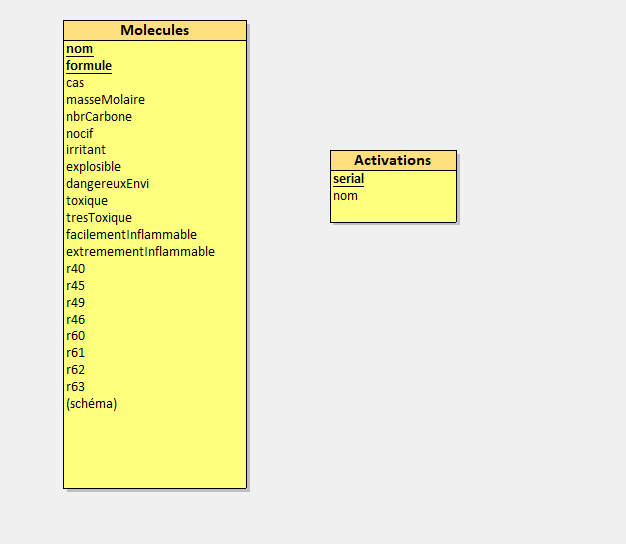 Molecules
nom
formule
cas
masseMolaire
nbrCarbone
nocif
irritant
explosible
dangereuxEnvi
toxique
tresToxique
facilementInflammable
extremementInflammable
r40
r45
r49
r46
r60
r61
r62
r63
(schéma)
Activations
serial
nom